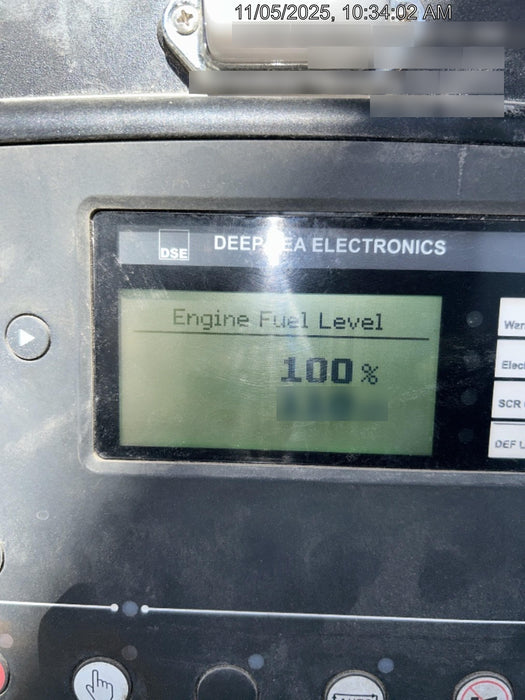 11/05/2025, 10:34:02 AM
DSE
DEEP SEA ELECTRONICS
Engine Fuel Level
100 %
SCR
DEF